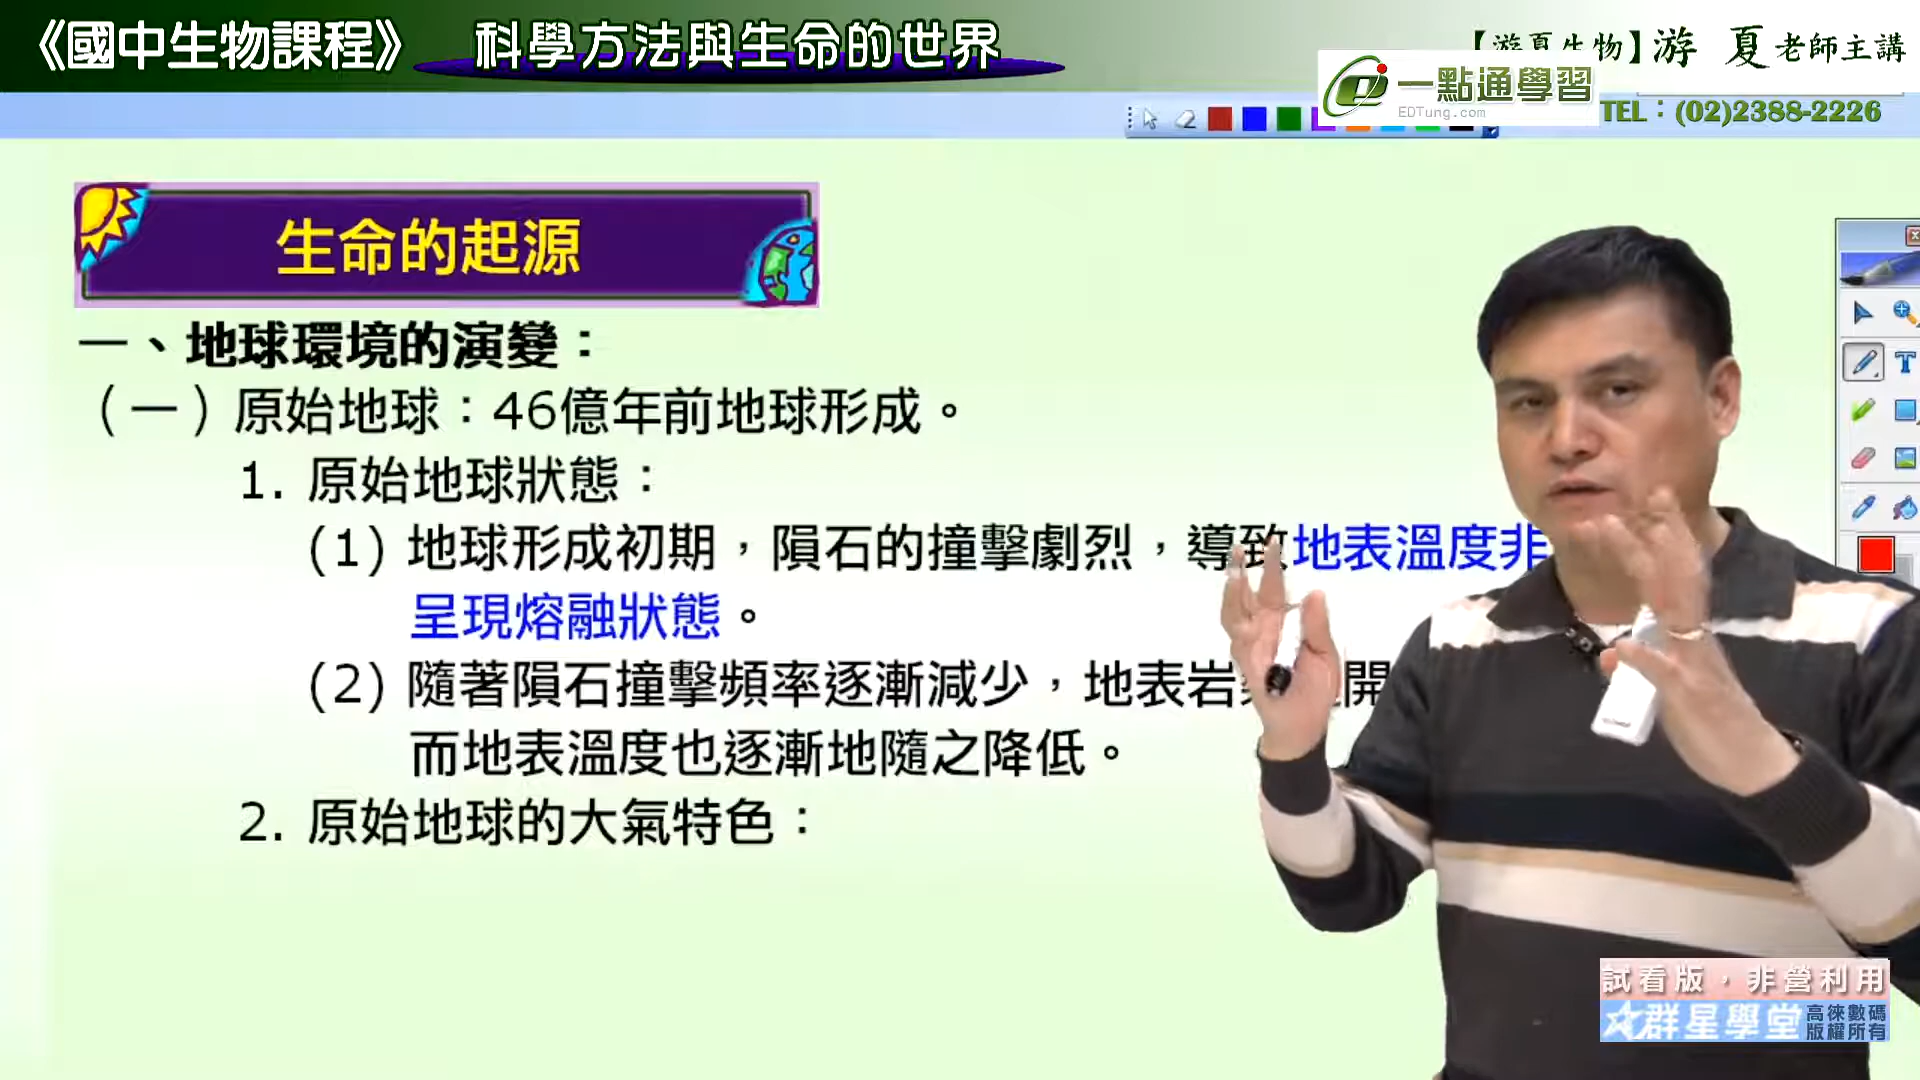 《國中生物課程》 科學方法與生命的世界
【游夏生物】游 夏 老師主講
一點通學習
EDTung.com
TEL：(02)2388-2226
生命的起源
一、地球環境的演變：
（一）原始地球：46億年前地球形成。
1. 原始地球狀態：
(1) 地球形成初期，隕石的撞擊劇烈，導致地表溫度非
呈現熔融狀態。
(2) 隨著隕石撞擊頻率逐漸減少，地表岩 開
而地表溫度也逐漸地隨之降低。
2. 原始地球的大氣特色：
試看版，非營利用
群星學堂 高徠數碼
版權所有